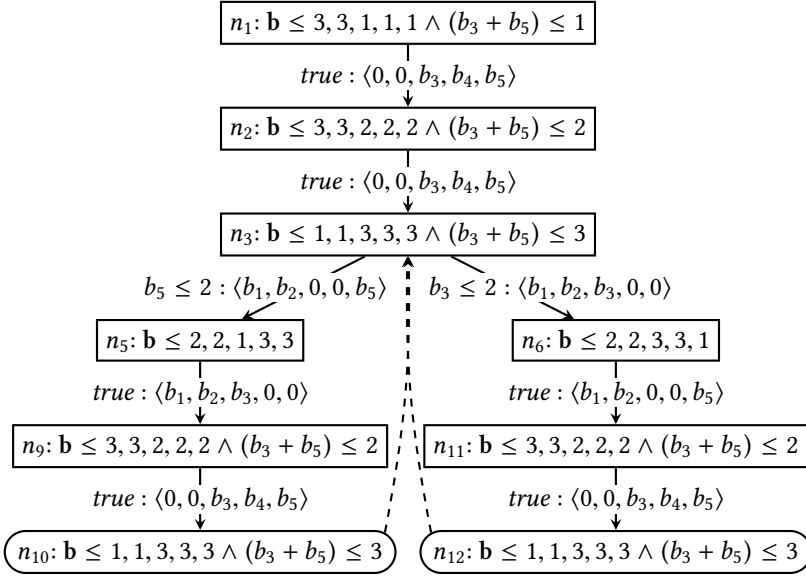 n₁: b ≤ 3, 3, 1, 1, 1 ∧ (b₃ + b₅) ≤ 1
true : ⟨0, 0, b₃, b₄, b₅⟩
n₂: b ≤ 3, 3, 2, 2, 2 ∧ (b₃ + b₅) ≤ 2
true : ⟨0, 0, b₃, b₄, b₅⟩
n₃: b ≤ 1, 1, 3, 3, 3 ∧ (b₃ + b₅) ≤ 3
b₅ ≤ 2 : ⟨b₁, b₂, 0, 0, b₅⟩ b₃ ≤ 2 : ⟨b₁, b₂, b₃, 0, 0⟩
n₅: b ≤ 2, 2, 1, 3, 3 n₆: b ≤ 2, 2, 3, 3, 1
true : ⟨b₁, b₂, b₃, 0, 0⟩ true : ⟨b₁, b₂, 0, 0, b₅⟩
n₉: b ≤ 3, 3, 2, 2, 2 ∧ (b₃ + b₅) ≤ 2 n₁₁: b ≤ 3, 3, 2, 2, 2 ∧ (b₃ + b₅) ≤ 2
true : ⟨0, 0, b₃, b₄, b₅⟩ true : ⟨0, 0, b₃, b₄, b₅⟩
n₁₀: b ≤ 1, 1, 3, 3, 3 ∧ (b₃ + b₅) ≤ 3 n₁₂: b ≤ 1, 1, 3, 3, 3 ∧ (b₃ + b₅) ≤ 3